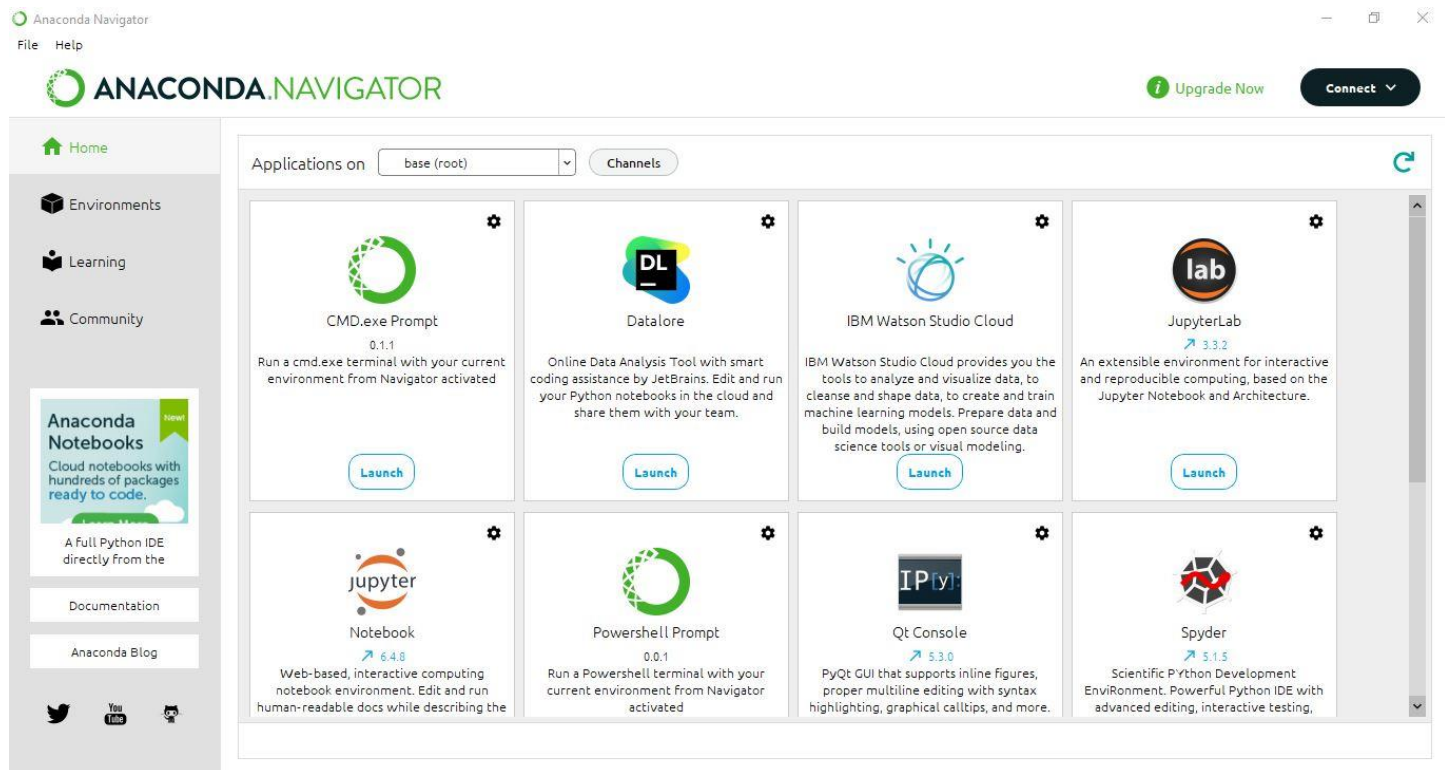 Anaconda Navigator
File Help
ANACONDA.NAVIGATOR
i Upgrade Now
Connect
Home
Environments
Learning
Community
Anaconda
Notebooks
New!
Cloud notebooks with
hundreds of packages
ready to code.
Learn More
A full Python IDE
directly from the
Documentation
Anaconda Blog
You
Tube
Applications on base (root) Channels
CMD.exe Prompt
0.1.1
Run a cmd.exe terminal with your current
environment from Navigator activated
Launch
DL
Datalore
Online Data Analysis Tool with smart
coding assistance by JetBrains. Edit and run
your Python notebooks in the cloud and
share them with your team.
Launch
IBM Watson Studio Cloud
IBM Watson Studio Cloud provides you the
tools to analyze and visualize data, to
cleanse and shape data, to create and train
machine learning models. Prepare data and
build models, using open source data
science tools or visual modeling.
Launch
lab
JupyterLab
3.3.2
An extensible environment for interactive
and reproducible computing, based on the
Jupyter Notebook and Architecture.
Launch
jupyter
Notebook
6.4.8
Web-based, interactive computing
notebook environment. Edit and run
human-readable docs while describing the
Powershell Prompt
0.0.1
Run a Powershell terminal with your
current environment from Navigator
activated
IP[y]:
Qt Console
5.3.0
PyQt GUI that supports inline figures,
proper multiline editing with syntax
highlighting, graphical calltips, and more.
Spyder
5.1.5
Scientific PYthon Development
EnviRonment. Powerful Python IDE with
advanced editing, interactive testing,